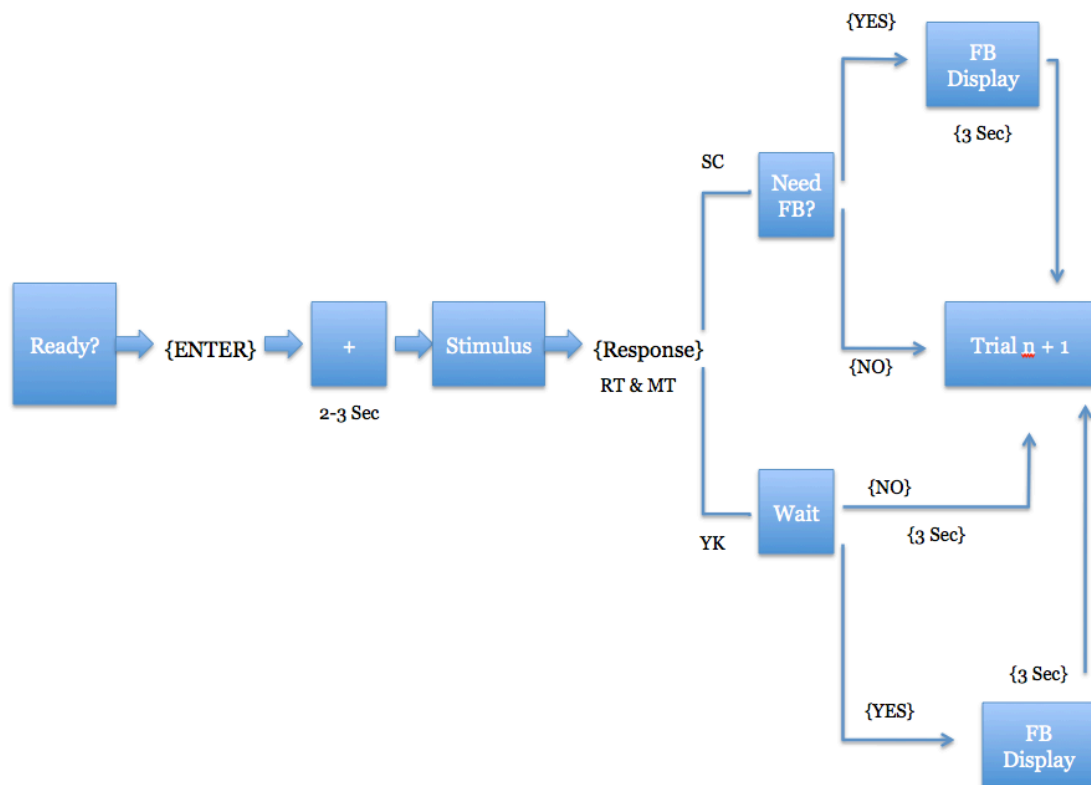 {YES}
FB
Display
{3 Sec}
SC
Need
FB?
Ready?
{ENTER}
+
Stimulus
{Response}
Trial n + 1
{NO}
RT & MT
2-3 Sec
Wait
{NO}
{3 Sec}
YK
{3 Sec}
{YES}
FB
Display